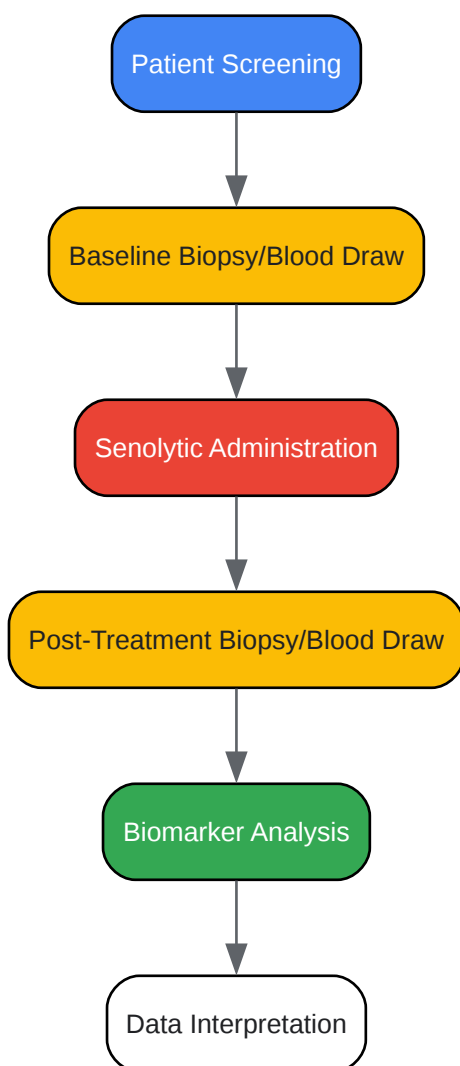 Patient Screening
Baseline Biopsy/Blood Draw
Senolytic Administration
Post-Treatment Biopsy/Blood Draw
Biomarker Analysis
Data Interpretation